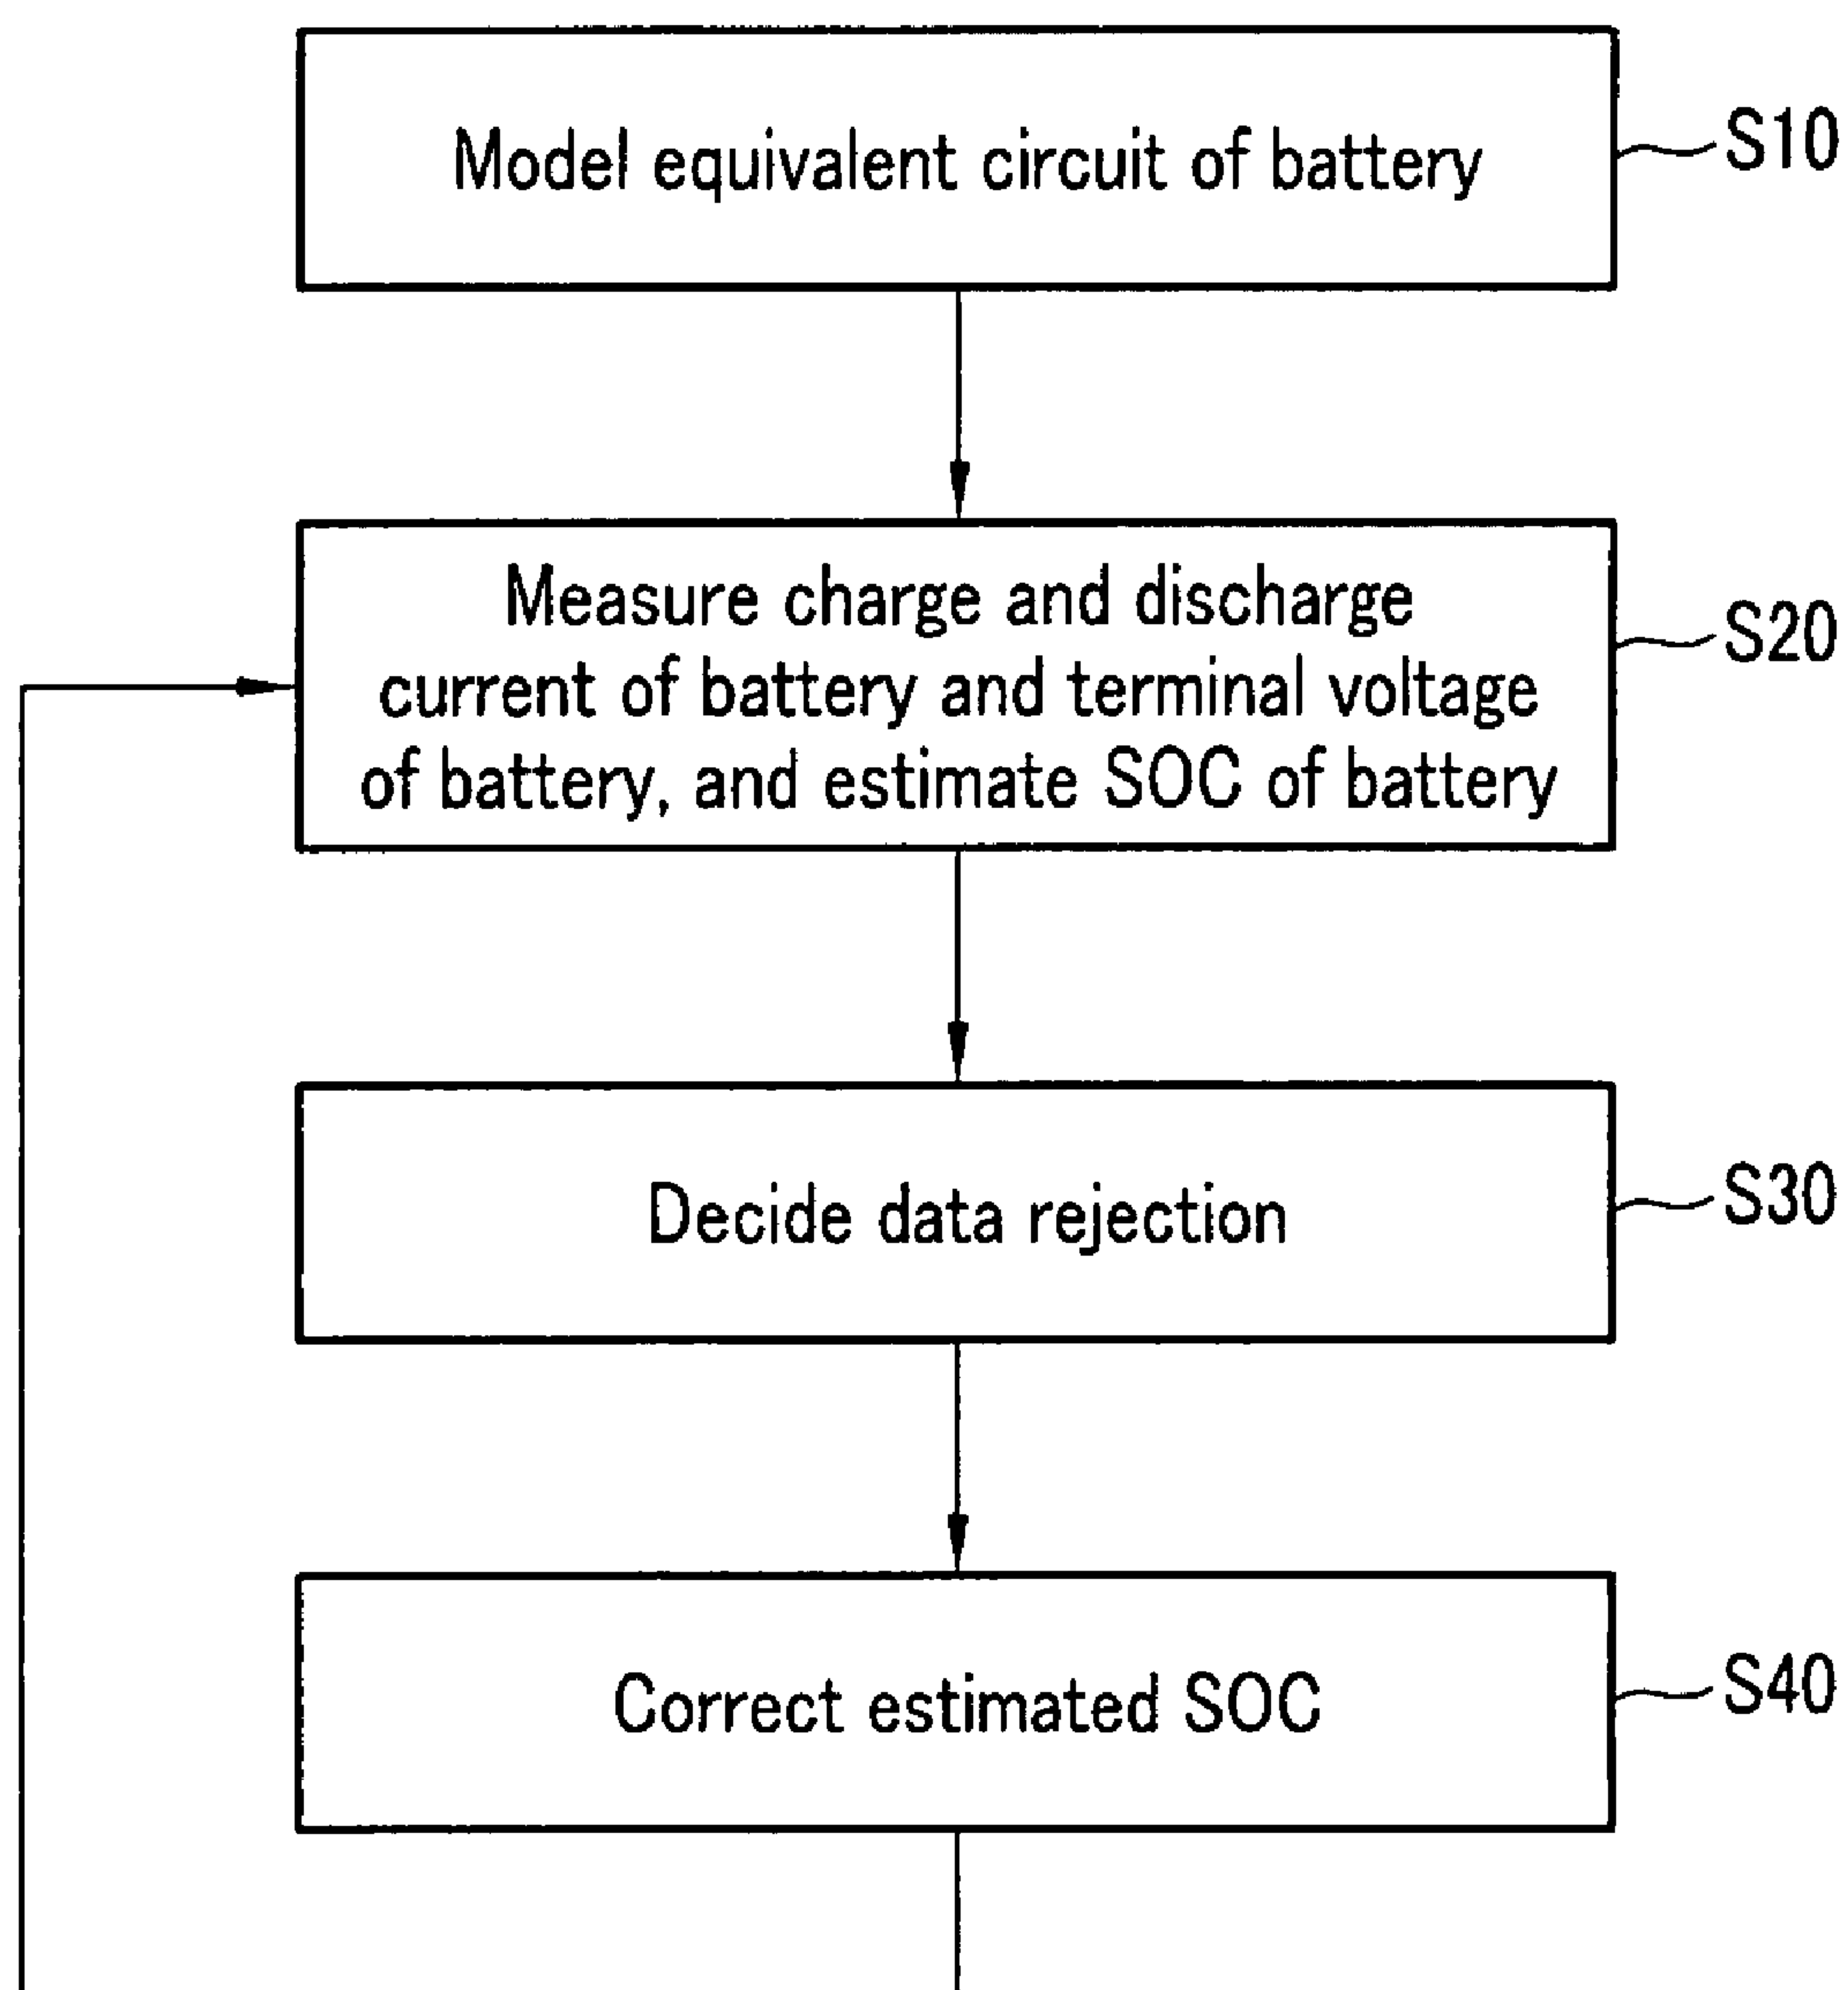 Model equivalent circuit of battery
S10
Measure charge and discharge
current of battery and terminal voltage
of battery, and estimate SOC of battery
S20
Decide data rejection
S30
Correct estimated SOC
S40